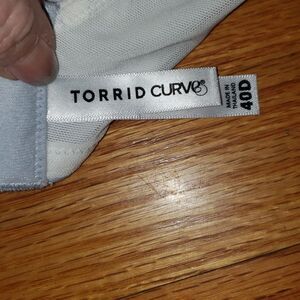 TORRID CURVE®
MADE IN
THAILAND
40D